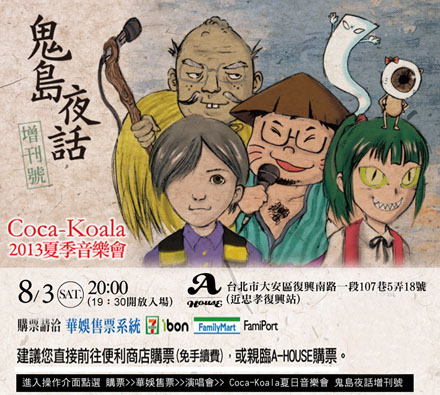 鬼島夜話
增刊號
Coca-Koala
2013夏季音樂會
8/3 SAT. 20:00
(19:30開放入場)
A HOUSE
台北市大安區復興南路一段107巷5弄18號
(近忠孝復興站)
購票請洽 華娛售票系統 7 ELEVEN ibon FamilyMart FamiPort
建議您直接前往便利商店購票(免手續費),或親臨A-HOUSE購票。
進入操作介面點選 購票>>華娛售票>>演唱會>> Coca-Koala夏日音樂會 鬼島夜話增刊號